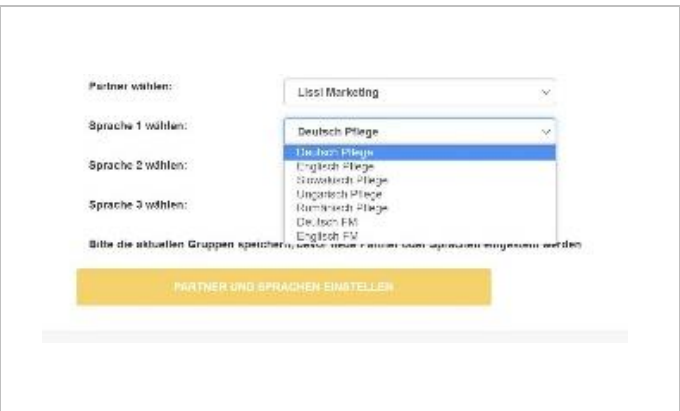 Partner wählen:
Lissi Marketing
Sprache 1 wählen:
Deutsch Pflege
Deutsch Pflege
Englisch Pflege
Sprache 2 wählen:
Slowakisch Pflege
Ungarisch Pflege
Sprache 3 wählen:
Rumänisch Pflege
Deutsch FM
Englisch FM
Bitte die aktuellen Gruppen speichern, bevor neue Partner oder Sprachen eingestellt werden
PARTNER UND SPRACHEN EINSTELLEN